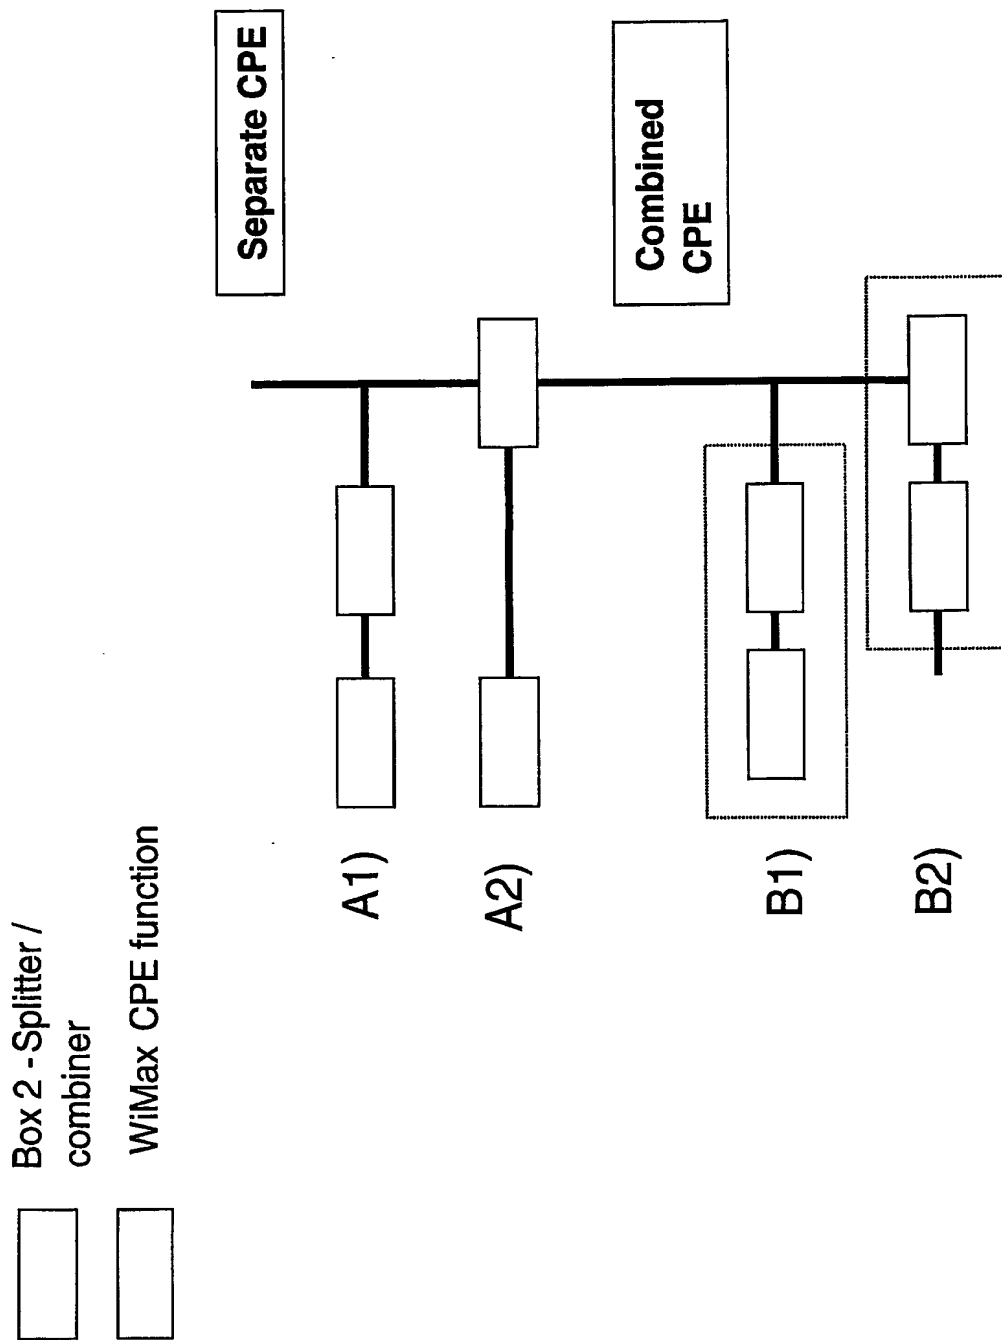 Box 2 - Splitter /
combiner
WiMax CPE function
Separate CPE
A1)
A2)
Combined
CPE
B1)
B2)